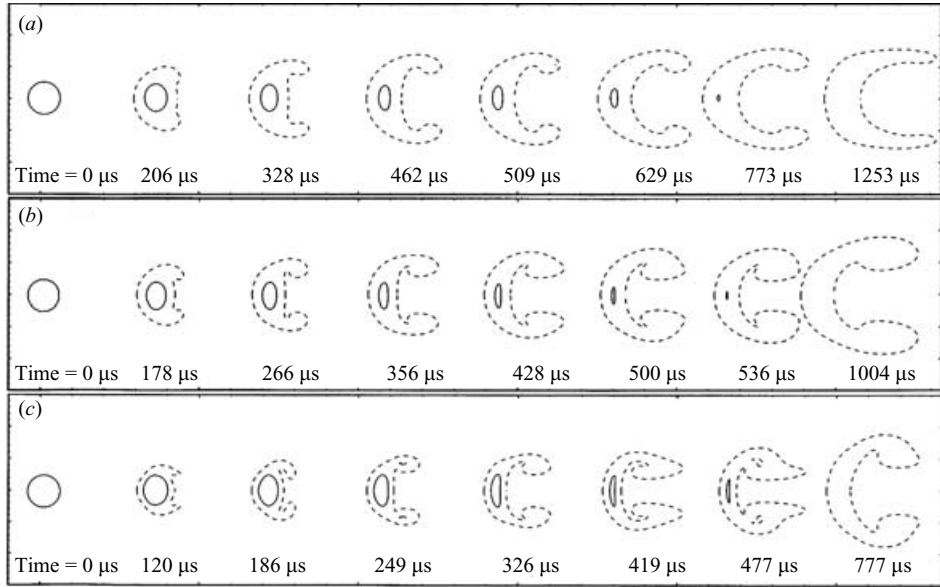 (a)
Time = 0 μs 206 μs 328 μs 462 μs 509 μs 629 μs 773 μs 1253 μs
(b)
Time = 0 μs 178 μs 266 μs 356 μs 428 μs 500 μs 536 μs 1004 μs
(c)
Time = 0 μs 120 μs 186 μs 249 μs 326 μs 419 μs 477 μs 777 μs